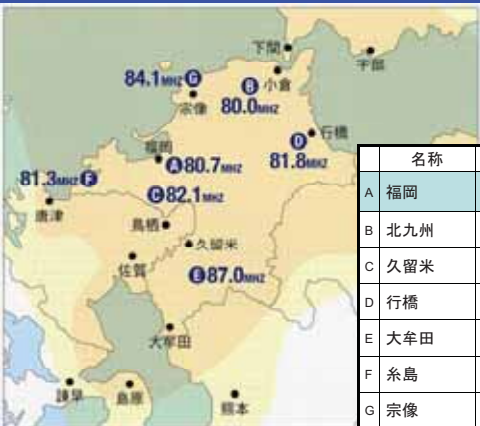 下関
宇部
84.1MHZ G
B 小倉
宗像
80.0MHZ
福岡
D 行橋
A 80.7MHZ
81.8MHZ
81.3MHZ F
C 82.1MHZ
唐津
鳥栖
久留米
佐賀
E 87.0MHZ
大牟田
諫早
島原
熊本
名称
A 福岡
B 北九州
C 久留米
D 行橋
E 大牟田
F 糸島
G 宗像